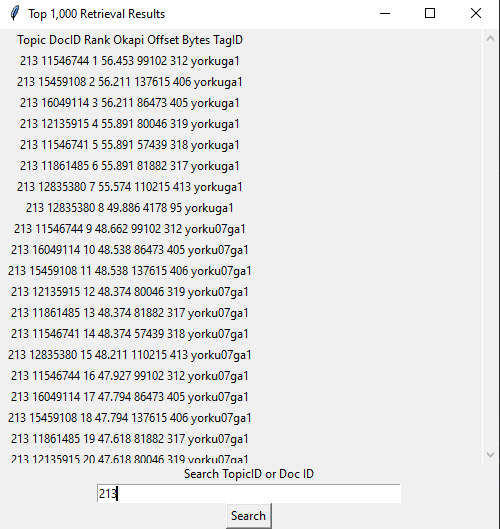 Top 1,000 Retrieval Results
Topic DocID Rank Okapi Offset Bytes TagID
213 11546744 1 56.453 99102 312 yorkuga1
213 15459108 2 56.211 137615 406 yorkuga1
213 16049114 3 56.211 86473 405 yorkuga1
213 12135915 4 55.891 80046 319 yorkuga1
213 11546741 5 55.891 57439 318 yorkuga1
213 11861485 6 55.891 81882 317 yorkuga1
213 12835380 7 55.574 110215 413 yorkuga1
213 12835380 8 49.886 4178 95 yorkuga1
213 11546744 9 48.662 99102 312 yorku07ga1
213 16049114 10 48.538 86473 405 yorku07ga1
213 15459108 11 48.538 137615 406 yorku07ga1
213 12135915 12 48.374 80046 319 yorku07ga1
213 11861485 13 48.374 81882 317 yorku07ga1
213 11546741 14 48.374 57439 318 yorku07ga1
213 12835380 15 48.211 110215 413 yorku07ga1
213 11546744 16 47.927 99102 312 yorku07ga1
213 16049114 17 47.794 86473 405 yorku07ga1
213 15459108 18 47.794 137615 406 yorku07ga1
213 11861485 19 47.618 81882 317 yorku07ga1
213 12135915 20 47.618 80046 319 yorku07ga1
Search TopicID or Doc ID
213
Search